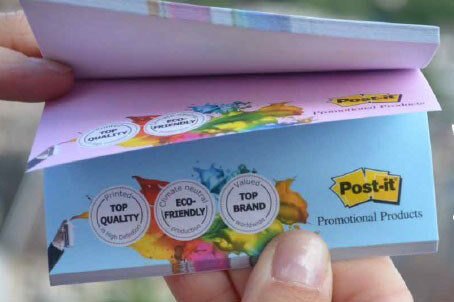 TOP
QUALITY
ECO-
FRIENDLY
Post-it
Promotional Products
Printed
TOP
QUALITY
in High Definition
Climate neutral
ECO-
FRIENDLY
production
Valued
TOP
BRAND
Worldwide
Post-it
Promotional Products